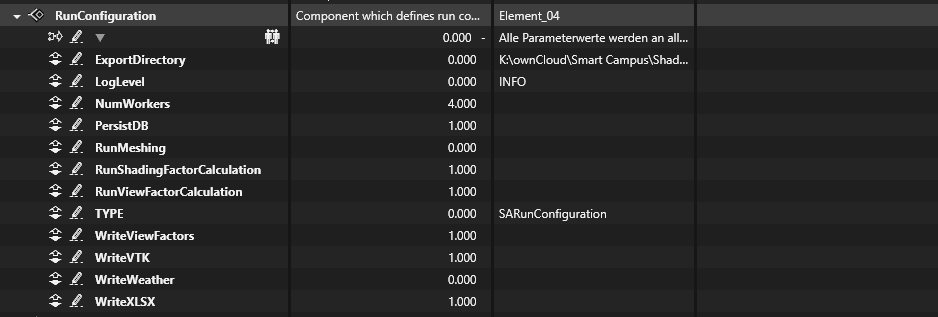 RunConfiguration Component which defines run co... Element_04
0.000 - Alle Parameterwerte werden an all...
ExportDirectory 0.000 K:\ownCloud\Smart Campus\Shad...
LogLevel 0.000 INFO
NumWorkers 4.000
PersistDB 1.000
RunMeshing 0.000
RunShadingFactorCalculation 1.000
RunViewFactorCalculation 1.000
TYPE 0.000 SARunConfiguration
WriteViewFactors 1.000
WriteVTK 1.000
WriteWeather 0.000
WriteXLSX 1.000